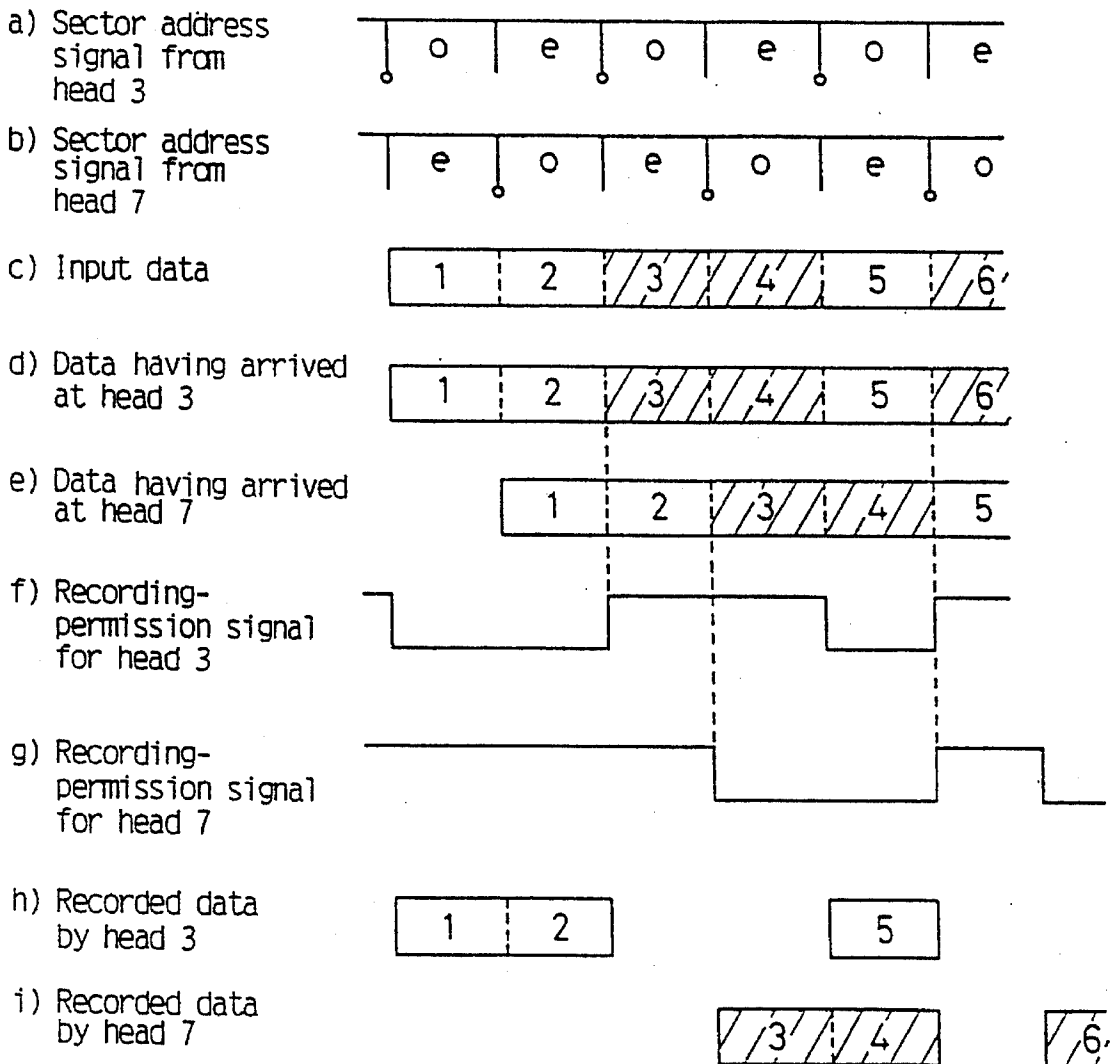 a) Sector address
signal from
head 3
o e o e o e
b) Sector address
signal from
head 7
e o e o e o
c) Input data
1 2 3 4 5 6
d) Data having arrived
at head 3
1 2 3 4 5 6
e) Data having arrived
at head 7
1 2 3 4 5
f) Recording-
permission signal
for head 3
g) Recording-
permission signal
for head 7
h) Recorded data
by head 3
1 2 5
i) Recorded data
by head 7
3 4 6